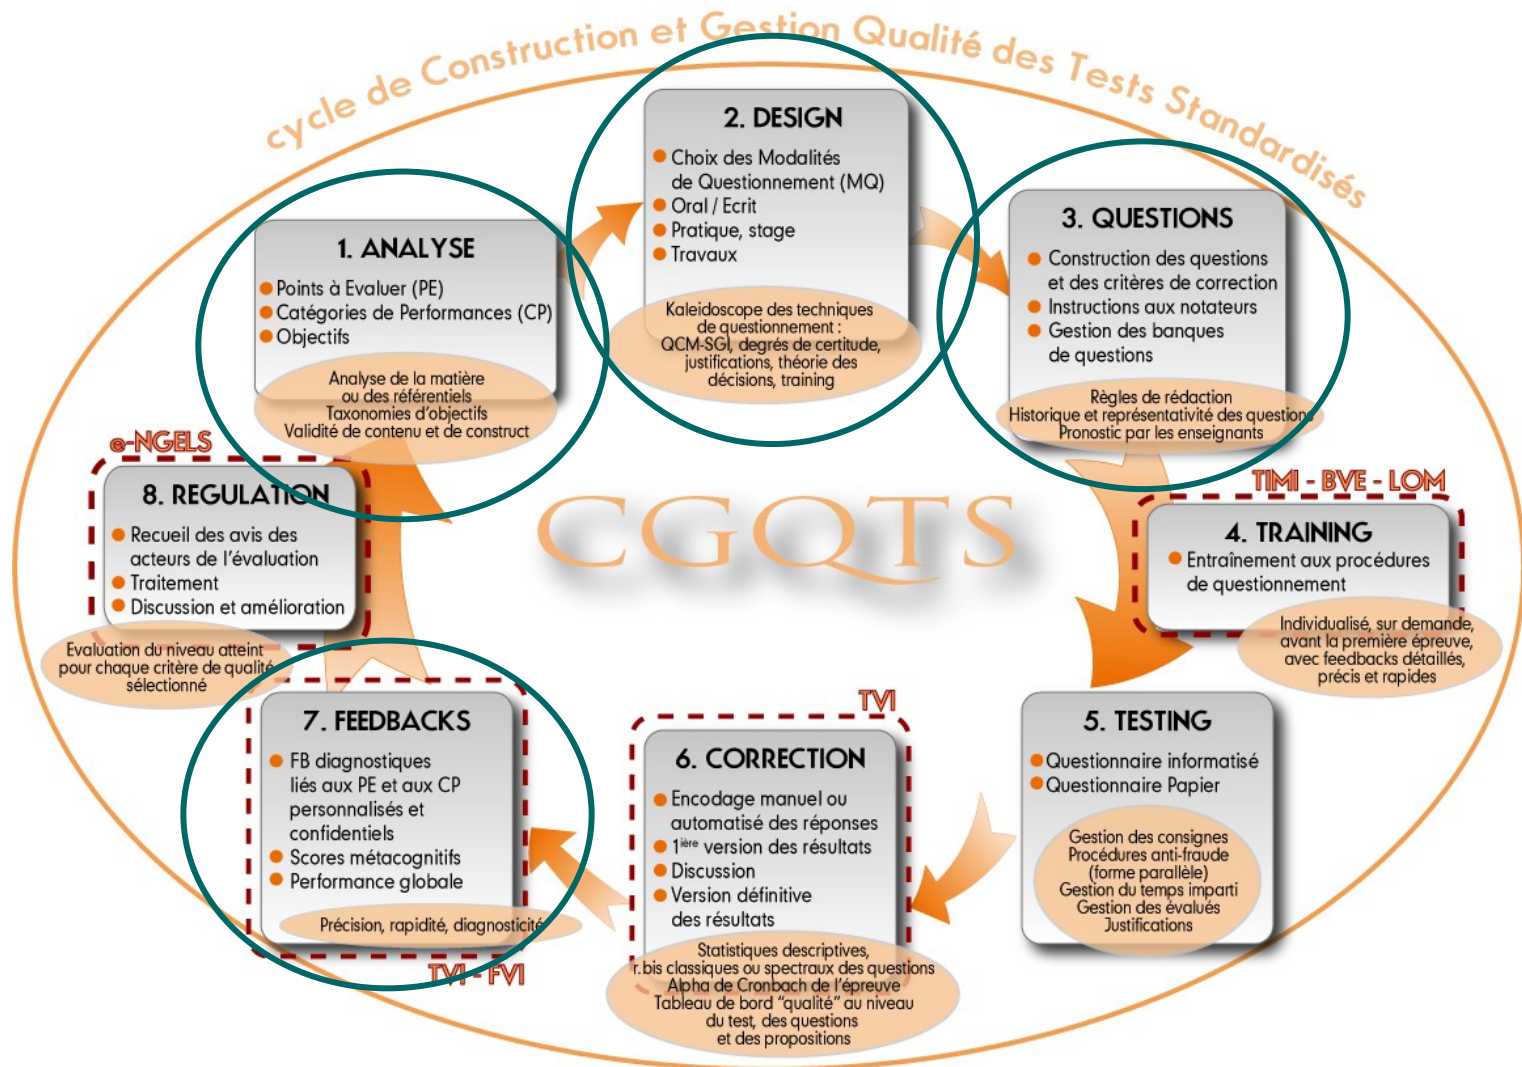 cycle de Construction et Gestion Qualité des Tests Standardisés
1. ANALYSE
Points à Evaluer (PE)
Catégories de Performances (CP)
Objectifs
Analyse de la matière
ou des référentiels
Taxonomies d'objectifs
Validité de contenu et de construct
2. DESIGN
Choix des Modalités
de Questionnement (MQ)
Oral / Ecrit
Pratique, stage
Travaux
Kaleidoscope des techniques
de questionnement :
QCM-SGI, degrés de certitude,
justifications, théorie des
décisions, training
3. QUESTIONS
Construction des questions
et des critères de correction
Instructions aux notateurs
Gestion des banques
de questions
Règles de rédaction
Historique et représentativité des questions
Pronostic par les enseignants
CGQTS
TIMI - BVE - LOM
4. TRAINING
Entraînement aux procédures
de questionnement
Individualisé, sur demande,
avant la première épreuve,
avec feedbacks détaillés,
précis et rapides
5. TESTING
Questionnaire informatisé
Questionnaire Papier
Gestion des consignes
Procédures anti-fraude
(forme parallèle)
Gestion du temps imparti
Gestion des évalués
Justifications
TVI
6. CORRECTION
Encodage manuel ou
automatisé des réponses
1ière version des résultats
Discussion
Version définitive
des résultats
Statistiques descriptives,
r.bis classiques ou spectraux des questions
Alpha de Cronbach de l'épreuve
Tableau de bord "qualité" au niveau
du test, des questions
et des propositions
7. FEEDBACKS
FB diagnostiques
liés aux PE et aux CP
personnalisés et
confidentiels
Scores métacognitifs
Performance globale
Précision, rapidité, diagnosticité
TVI - FVI
e-NGELS
8. REGULATION
Recueil des avis des
acteurs de l'évaluation
Traitement
Discussion et amélioration
Evaluation du niveau atteint
pour chaque critère de qualité
sélectionné